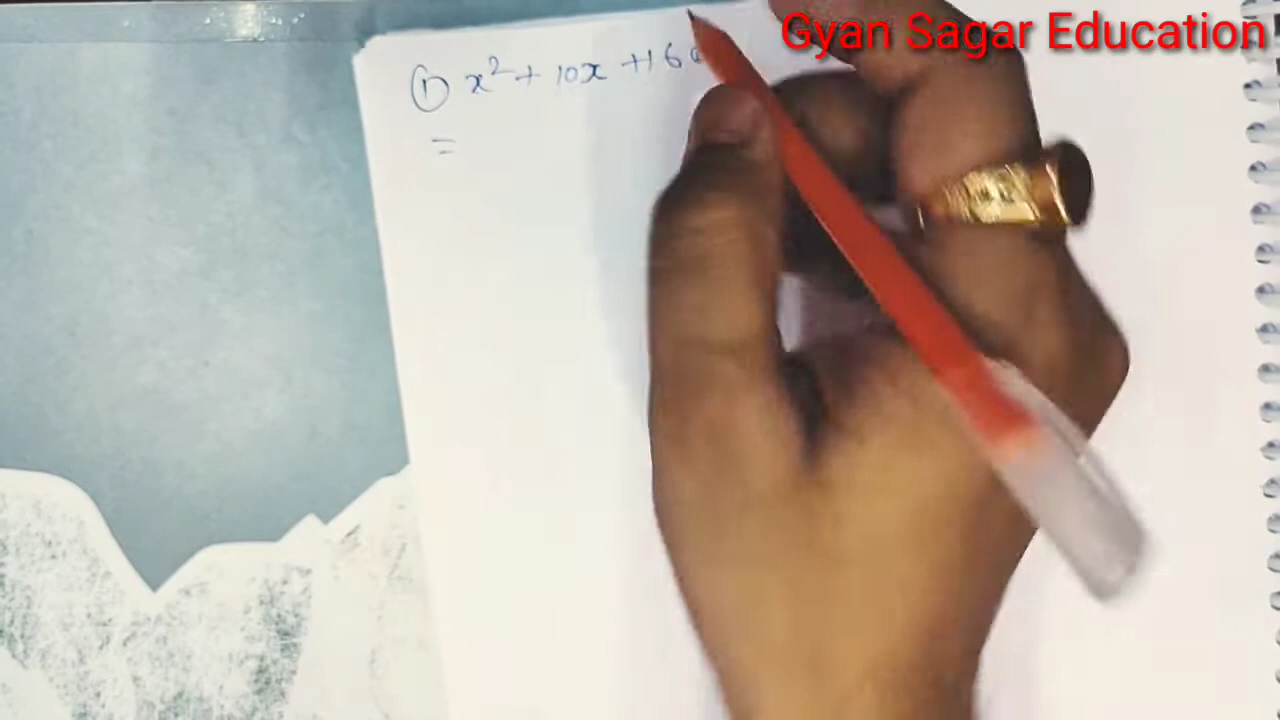 Gyan Sagar Education
① x² + 10x + 16
=